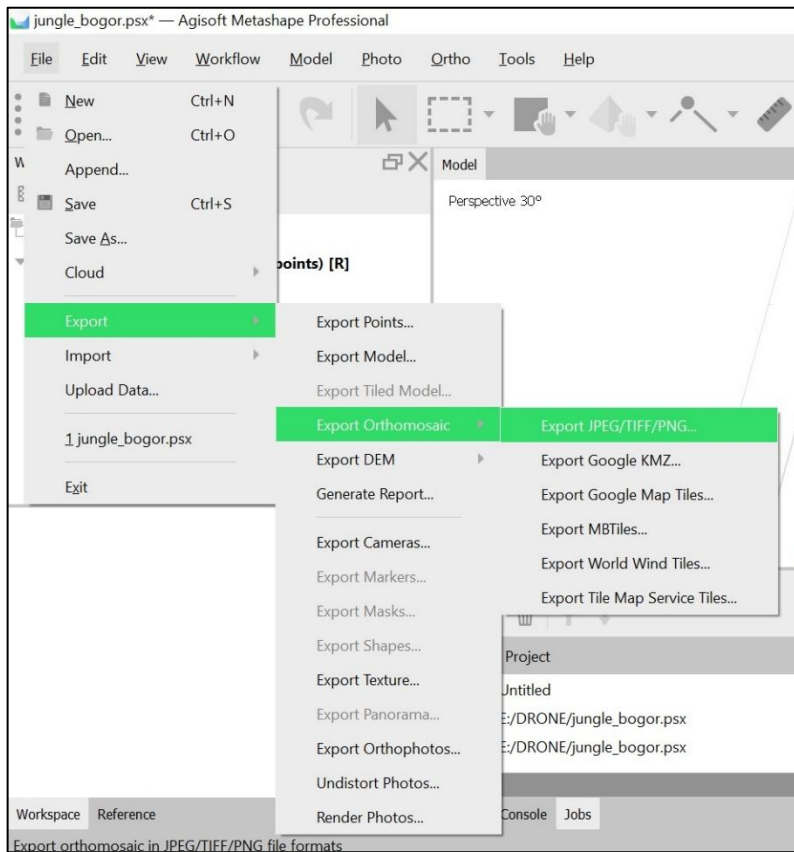 jungle_bogor.psx* — Agisoft Metashape Professional
File Edit View Workflow Model Photo Ortho Tools Help
New Ctrl+N
Open... Ctrl+O
Append...
Save Ctrl+S
Save As...
Cloud
Export
Import
Upload Data...
1 jungle_bogor.psx
Exit
W
points) [R]
Model
Perspective 30°
Export Points...
Export Model...
Export Tiled Model...
Export Orthomosaic
Export DEM
Generate Report...
Export Cameras...
Export Markers...
Export Masks...
Export Shapes...
Export Texture...
Export Panorama...
Export Orthophotos...
Undistort Photos...
Render Photos...
Export JPEG/TIFF/PNG...
Export Google KMZ...
Export Google Map Tiles...
Export MBTiles...
Export World Wind Tiles...
Export Tile Map Service Tiles...
Project
Untitled
E:/DRONE/jungle_bogor.psx
E:/DRONE/jungle_bogor.psx
Workspace Reference
Console Jobs
Export orthomosaic in JPEG/TIFF/PNG file formats